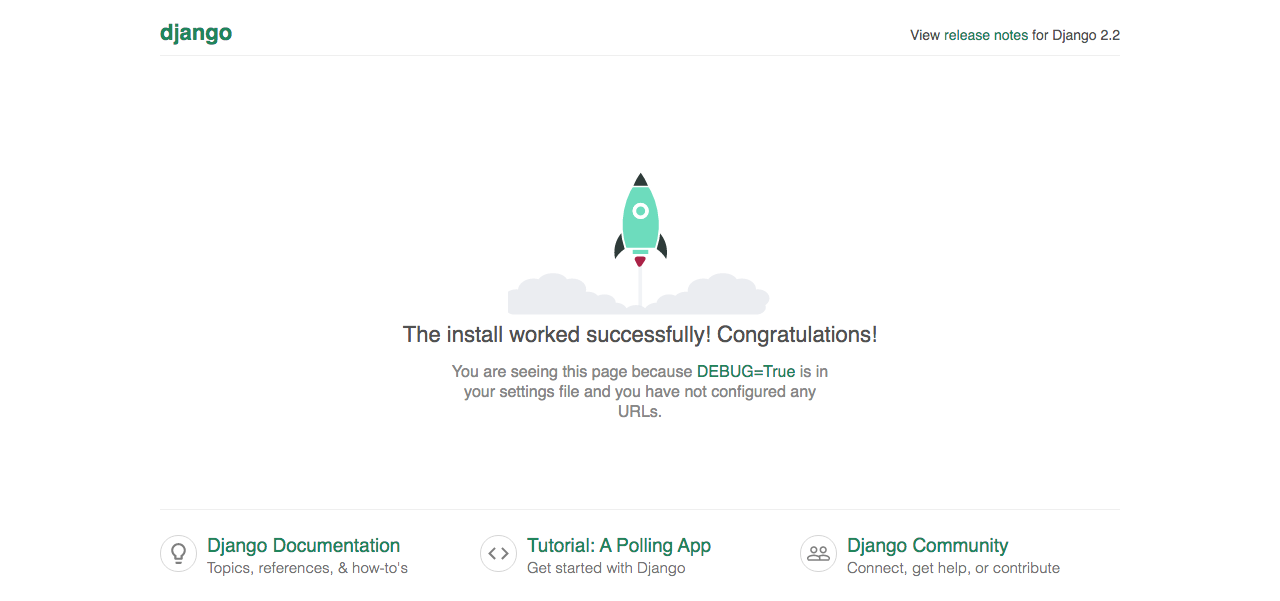 django
View release notes for Django 2.2
The install worked successfully! Congratulations!
You are seeing this page because DEBUG=True is in
your settings file and you have not configured any
URLs.
Django Documentation
Topics, references, & how-to's
Tutorial: A Polling App
Get started with Django
Django Community
Connect, get help, or contribute